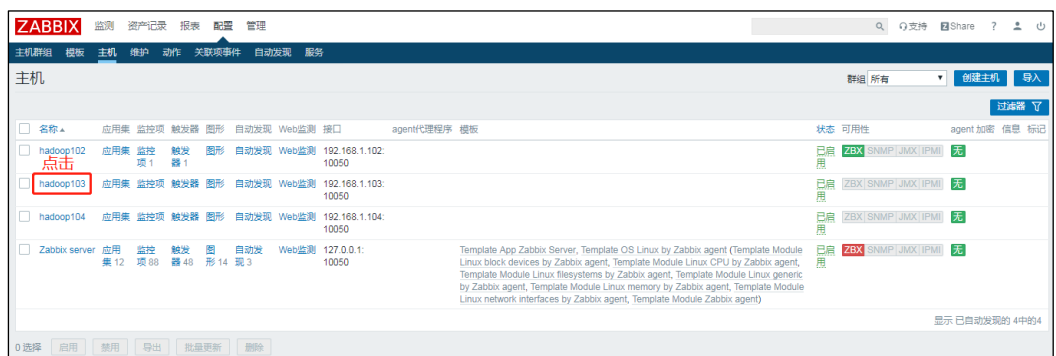 ZABBIX 监测 资产记录 报表 配置 管理 支持 Share ?
主机群组 模板 主机 维护 动作 关联项事件 自动发现 服务
主机 群组 所有 创建主机 导入
过滤器
名称 应用集 监控项 触发器 图形 自动发现 Web监测 接口 agent代理程序 模板 状态 可用性 agent 加密 信息 标记
hadoop102 应用集 监控项 1 触发器 1 图形 自动发现 Web监测 192.168.1.102: 10050 已启用 ZBX SNMP JMX IPMI 无
点击
hadoop103 应用集 监控项 触发器 图形 自动发现 Web监测 192.168.1.103: 10050 已启用 ZBX SNMP JMX IPMI 无
hadoop104 应用集 监控项 触发器 图形 自动发现 Web监测 192.168.1.104: 10050 已启用 ZBX SNMP JMX IPMI 无
Zabbix server 应用集 12 监控项 88 触发器 48 图形 14 自动发现 3 Web监测 127.0.0.1: 10050 已启用 ZBX SNMP JMX IPMI 无
Template App Zabbix Server, Template OS Linux by Zabbix agent (Template Module
Linux block devices by Zabbix agent, Template Module Linux CPU by Zabbix agent,
Template Module Linux filesystems by Zabbix agent, Template Module Linux generic
by Zabbix agent, Template Module Linux memory by Zabbix agent, Template Module
Linux network interfaces by Zabbix agent, Template Module Zabbix agent)
显示 已自动发现的 4中的4
0 选择 启用 禁用 导出 批量更新 删除